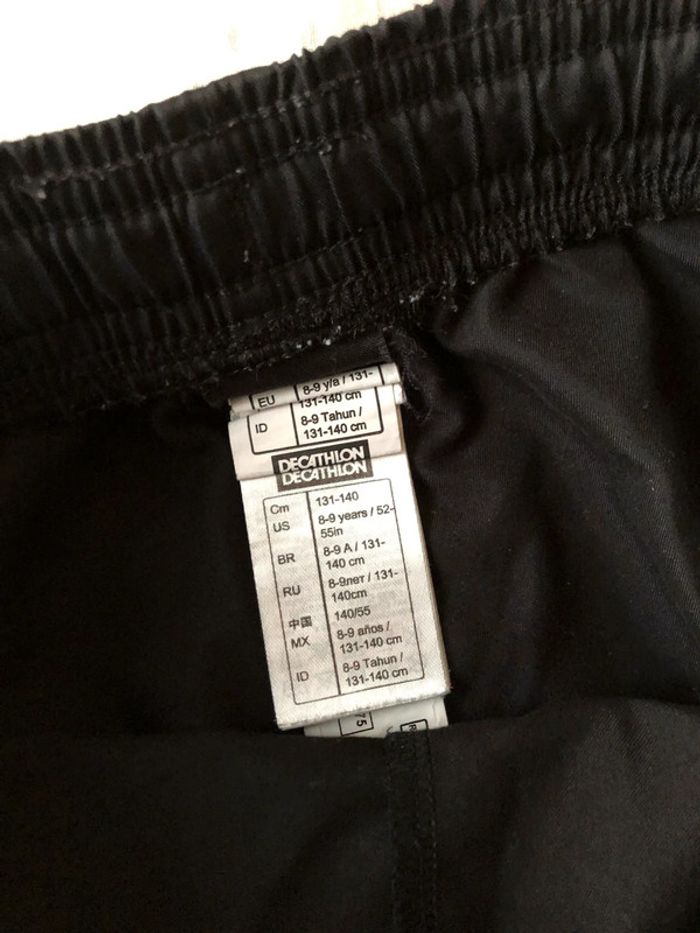 EU 8-9 y/a / 131-
131-140 cm
ID 8-9 Tahun /
131-140 cm
DECATHLON
DECATHLON
Cm 131-140
US 8-9 years / 52-
55in
BR 8-9 A / 131-
140 cm
RU 8-9лет / 131-
140cm
中国 140/55
MX 8-9 años /
131-140 cm
ID 8-9 Tahun /
131-140 cm
75